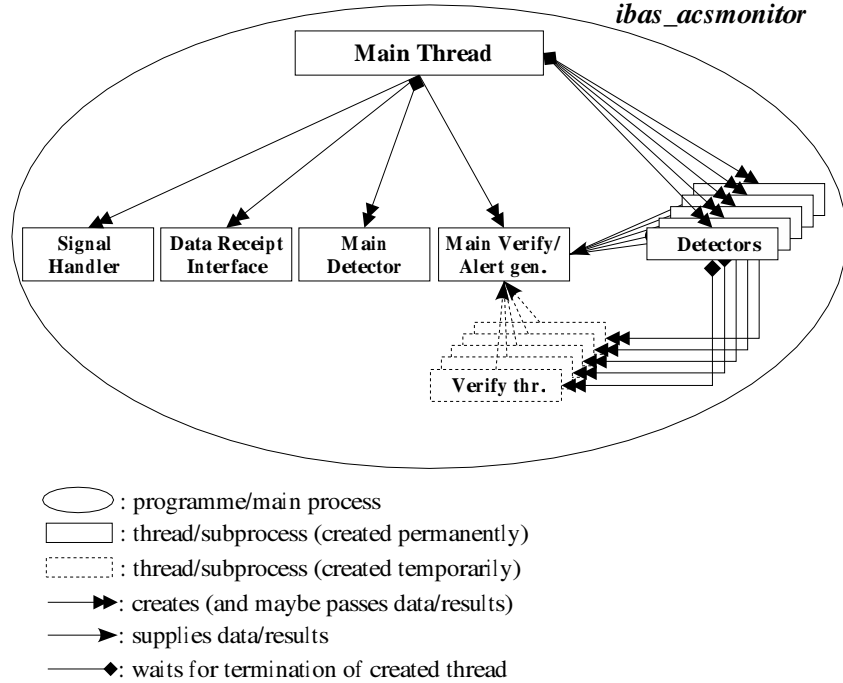 ibas_acsmonitor
Main Thread
Signal
Handler
Data Receipt
Interface
Main
Detector
Main Verify/
Alert gen.
Detectors
Verify thr.
: programme/main process
: thread/subprocess (created permanently)
: thread/subprocess (created temporarily)
: creates (and maybe passes data/results)
: supplies data/results
: waits for termination of created thread